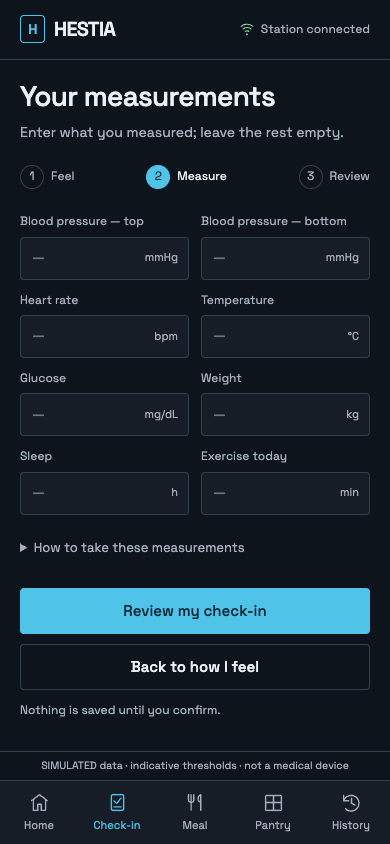 H HESTIA Station connected
Your measurements
Enter what you measured; leave the rest empty.
1 Feel 2 Measure 3 Review
Blood pressure — top Blood pressure — bottom
— mmHg — mmHg
Heart rate Temperature
— bpm — °C
Glucose Weight
— mg/dL — kg
Sleep Exercise today
— h — min
How to take these measurements
Review my check-in
Back to how I feel
Nothing is saved until you confirm.
SIMULATED data · indicative thresholds · not a medical device
Home Check-in Meal Pantry History